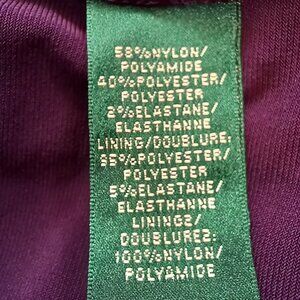 58%NYLON/
POLYAMIDE
40%POLYESTER/
POLYESTER
2%ELASTANE/
ELASTHANNE
LINING/DOUBLURE:
95%POLYESTER/
POLYESTER
5%ELASTANE/
ELASTHANNE
LINING2/
DOUBLURE2:
100%NYLON/
POLYAMIDE